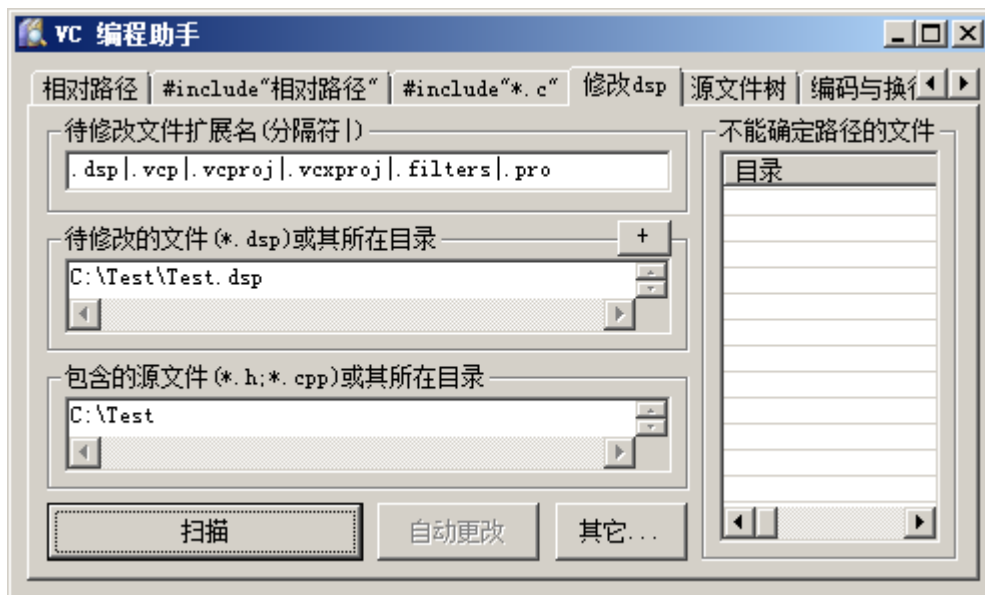 VC 编程助手
相对路径 #include"相对路径" #include"*.c" 修改dsp 源文件树
待修改文件扩展名(分隔符|)
.dsp|.vcp|.vcproj|.vcxproj|.filters|.pro
待修改的文件(*.dsp)或其所在目录 +
C:\Test\Test.dsp
包含的源文件(*.h;*.cpp)或其所在目录
C:\Test
扫描 自动更改 其它...
不能确定路径的文件
目录